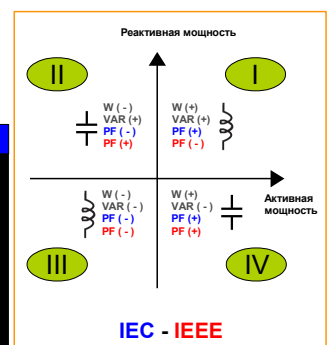 Реактивная мощность
II
I
W ( - )
VAR (+)
PF ( - )
PF (+)
W (+)
VAR (+)
PF (+)
PF ( - )
Активная
мощность
W ( - )
VAR ( - )
PF ( - )
PF ( - )
W (+)
VAR ( - )
PF (+)
PF (+)
III
IV
IEC - IEEE